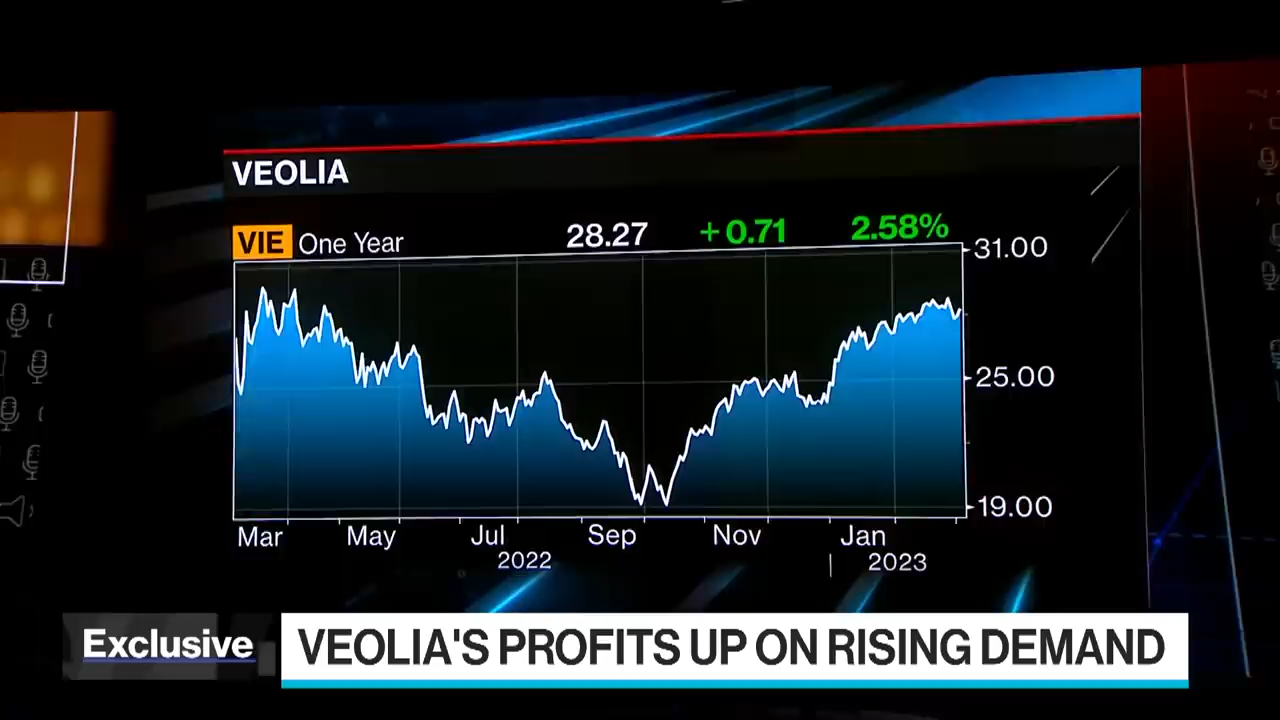 VEOLIA
VIE One Year 28.27 +0.71 2.58%
31.00
25.00
19.00
Mar May Jul Sep Nov Jan
2022 2023
Exclusive
VEOLIA'S PROFITS UP ON RISING DEMAND